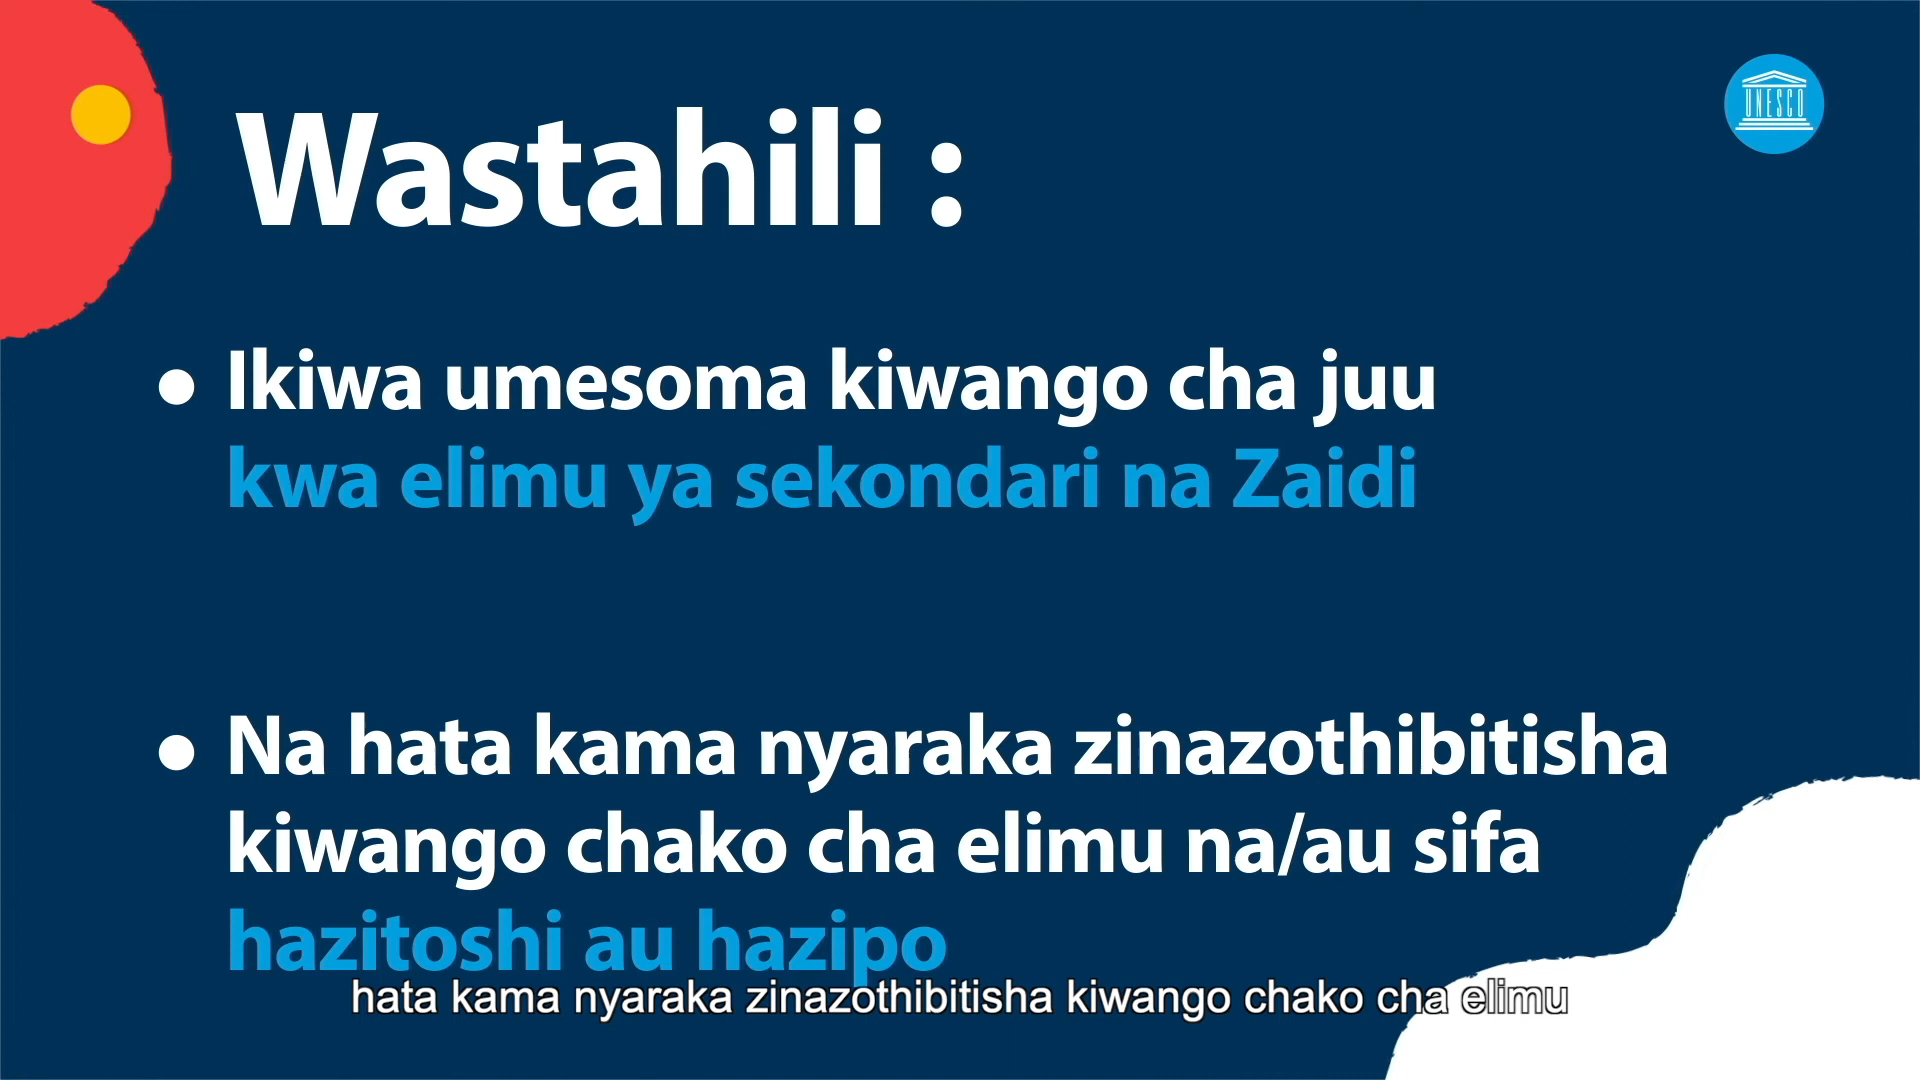 UNESCO
Wastahili :
● Ikiwa umesoma kiwango cha juu
kwa elimu ya sekondari na Zaidi
● Na hata kama nyaraka zinazothibitisha
kiwango chako cha elimu na/au sifa
hazitoshi au hazipo
hata kama nyaraka zinazothibitisha kiwango chako cha elimu